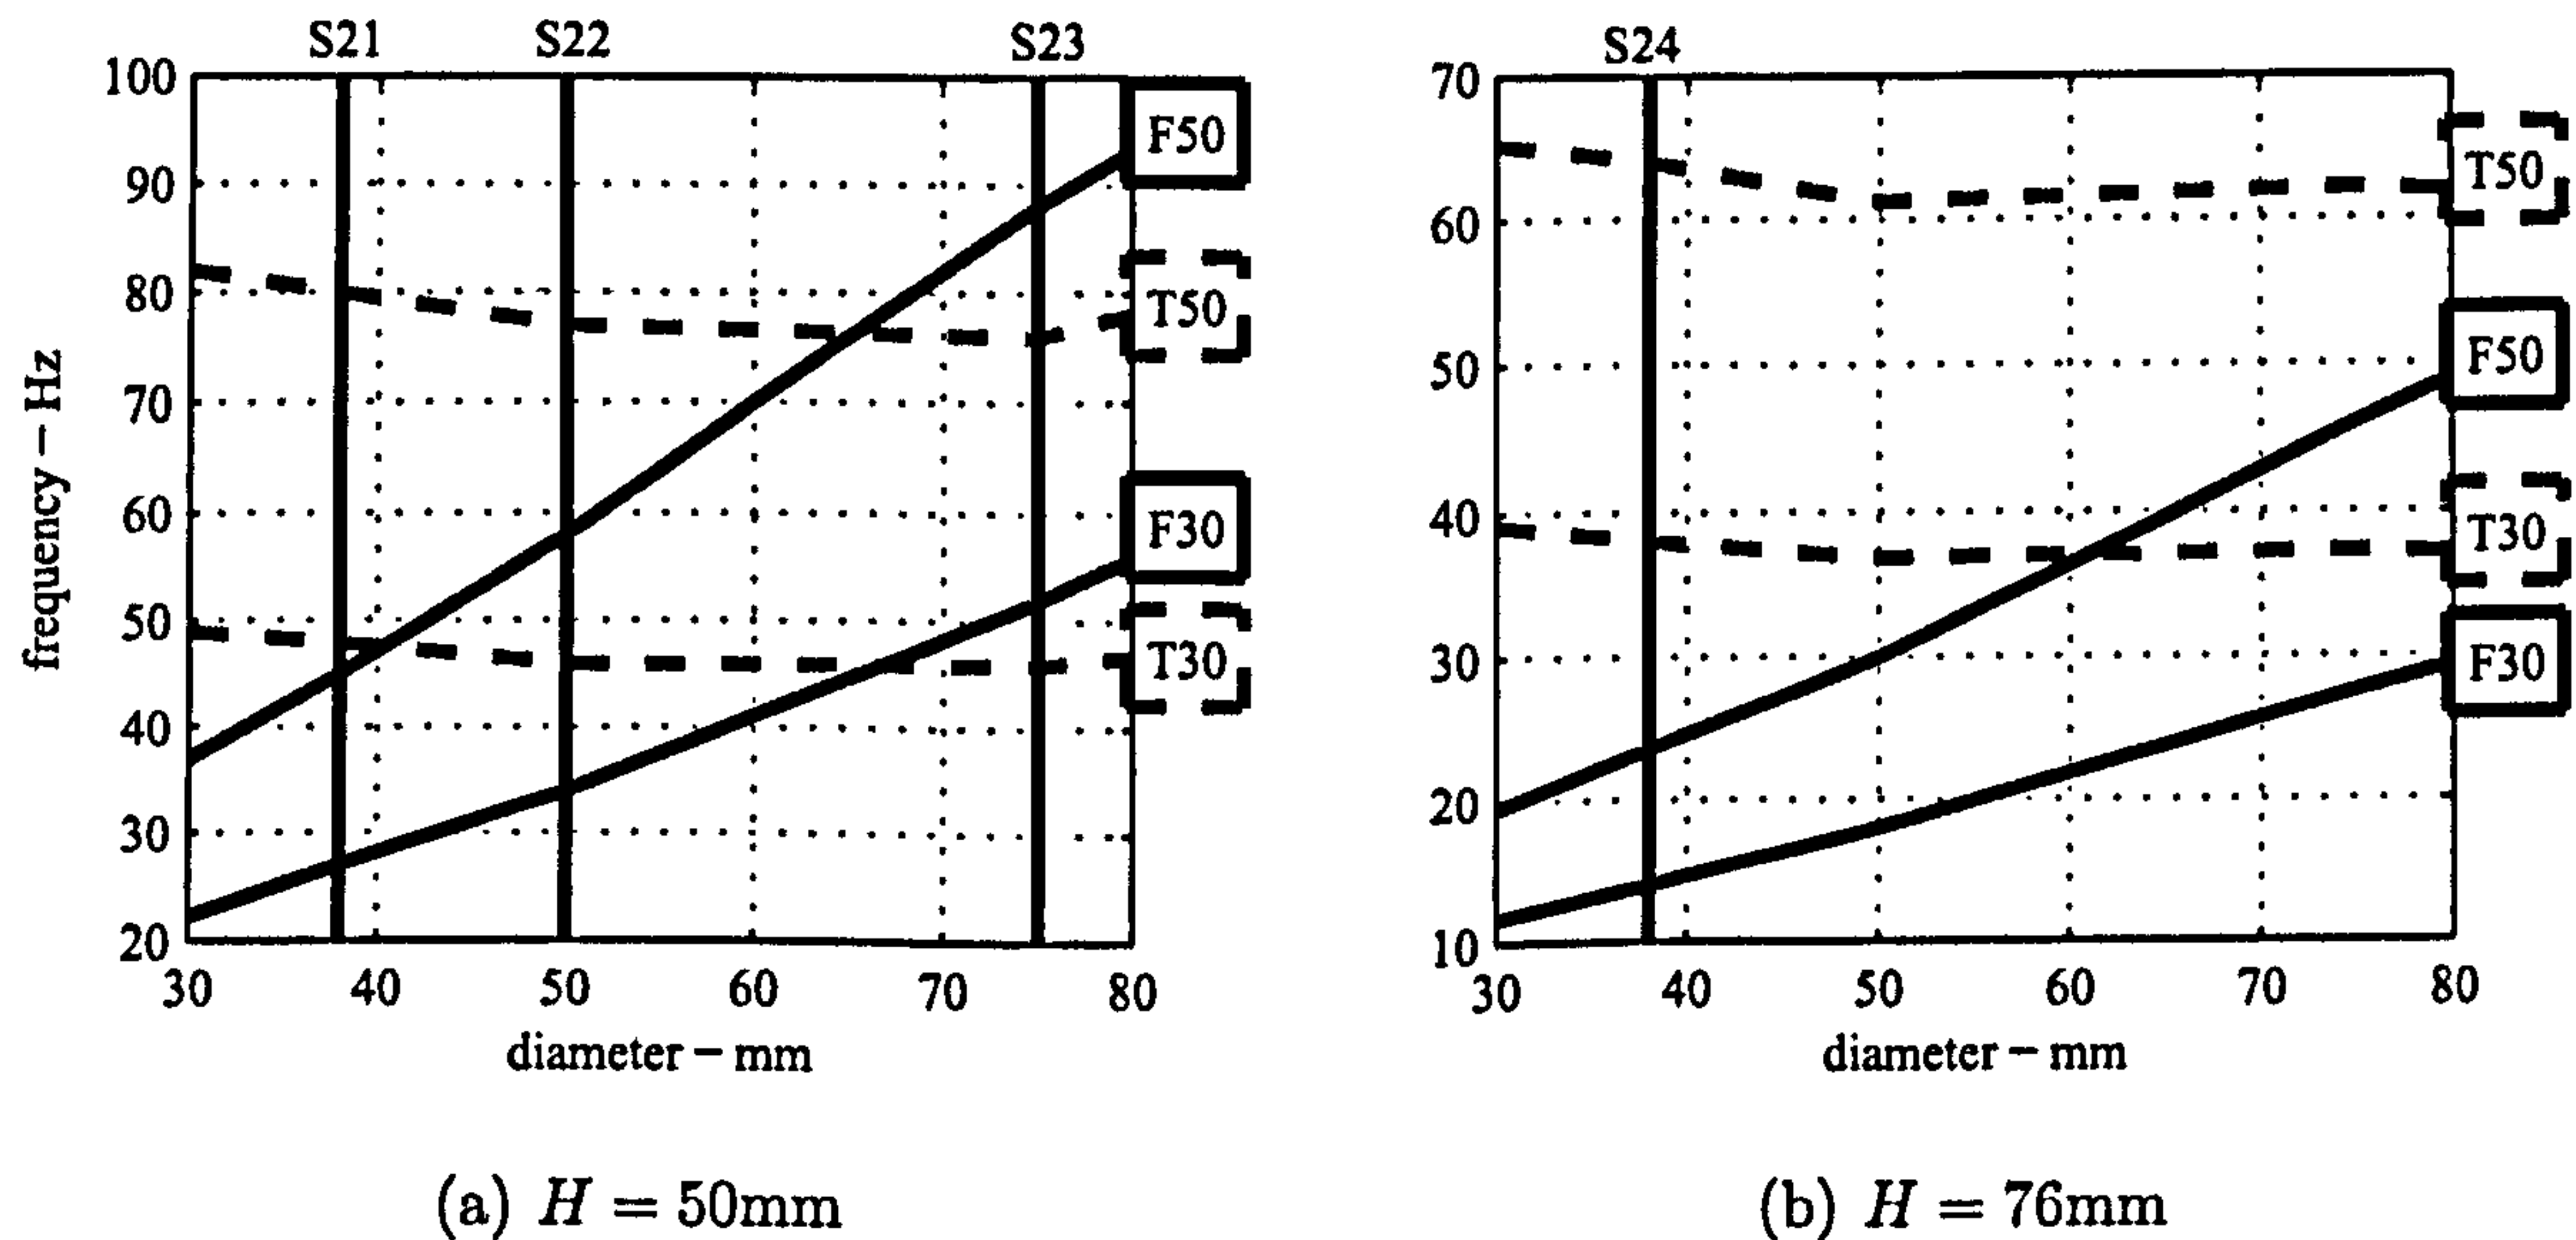 S21 S22 S23
100
90
80
70
60
50
40
30
20
frequency – Hz
F50
T50
F30
T30
30 40 50 60 70 80
diameter – mm
(a) H = 50mm
S24
70
60
50
40
30
20
10
T50
F50
T30
F30
30 40 50 60 70 80
diameter – mm
(b) H = 76mm